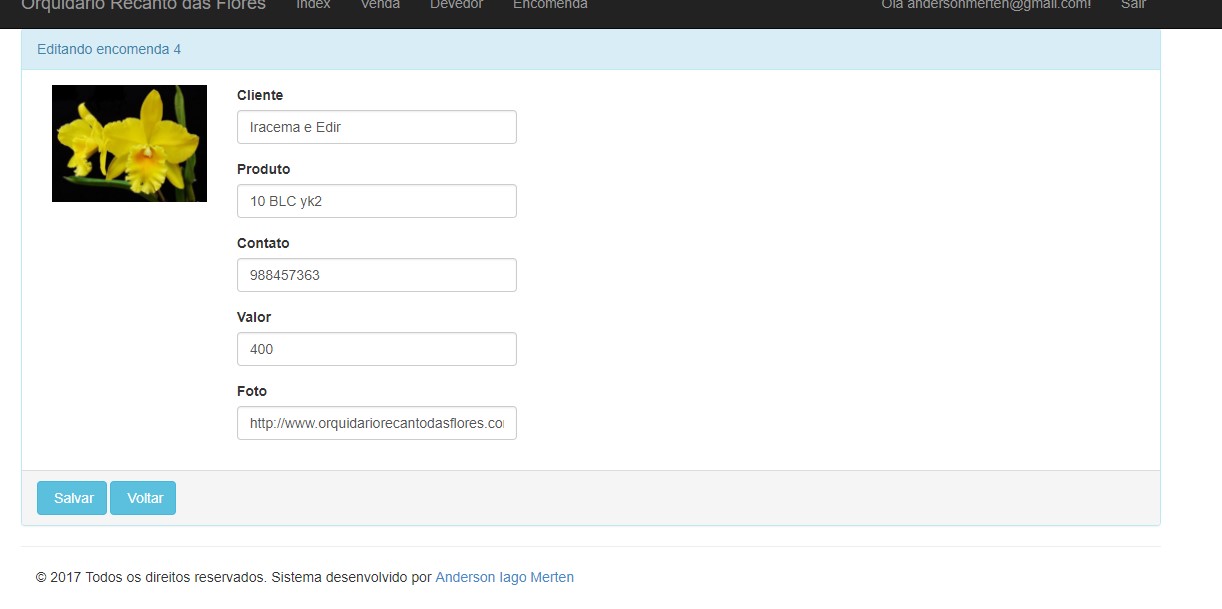 Orquidário Recanto das Flores Index Venda Devedor Encomenda Olá andersonmerten@gmail.com! Sair
Editando encomenda 4
Cliente
Iracema e Edir
Produto
10 BLC yk2
Contato
988457363
Valor
400
Foto
http://www.orquidariorecantodasflores.co
Salvar Voltar
© 2017 Todos os direitos reservados. Sistema desenvolvido por Anderson Iago Merten